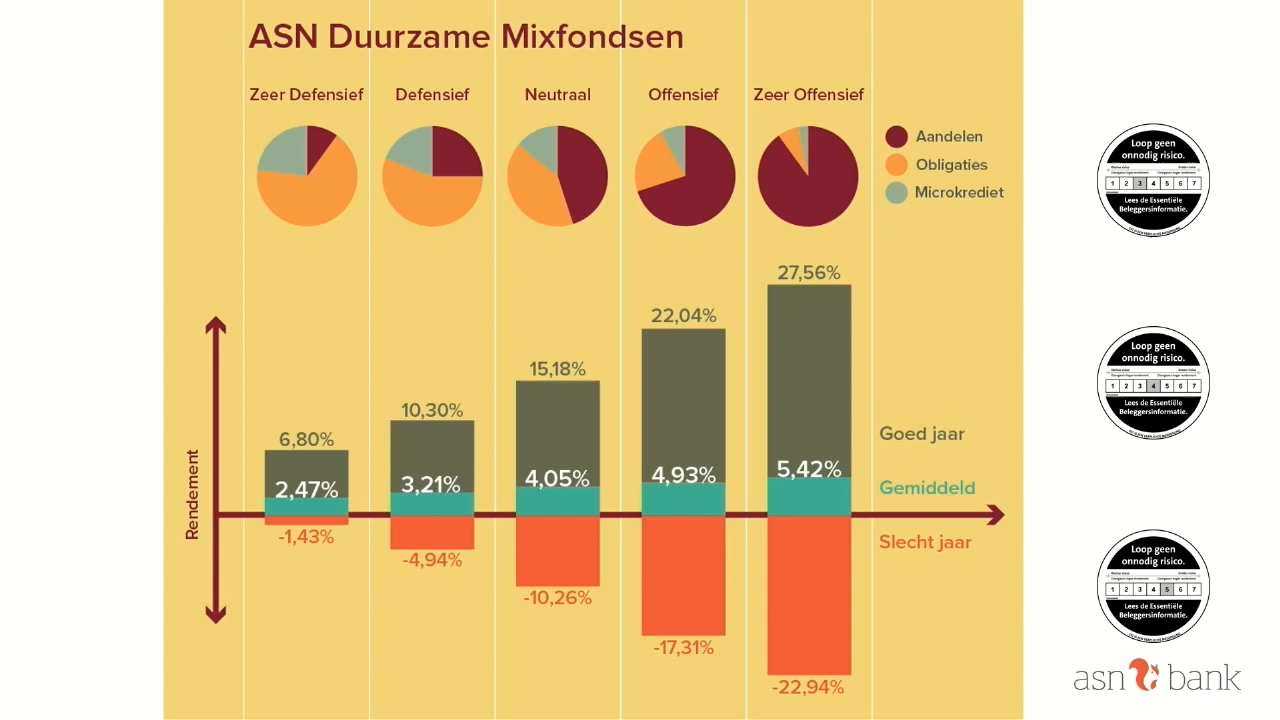 ASN Duurzame Mixfondsen
Zeer Defensief
Defensief
Neutraal
Offensief
Zeer Offensief
Aandelen
Obligaties
Microkrediet
27,56%
22,04%
15,18%
10,30%
6,80%
Rendement
2,47%
3,21%
4,05%
4,93%
5,42%
Goed jaar
Gemiddeld
Slecht jaar
-1,43%
-4,94%
-10,26%
-17,31%
-22,94%
Loop geen
onnodig risico.
1 2 3 4 5 6 7
Lees de Essentiële
Beleggersinformatie.
Loop geen
onnodig risico.
1 2 3 4 5 6 7
Lees de Essentiële
Beleggersinformatie.
Loop geen
onnodig risico.
1 2 3 4 5 6 7
Lees de Essentiële
Beleggersinformatie.
asn bank